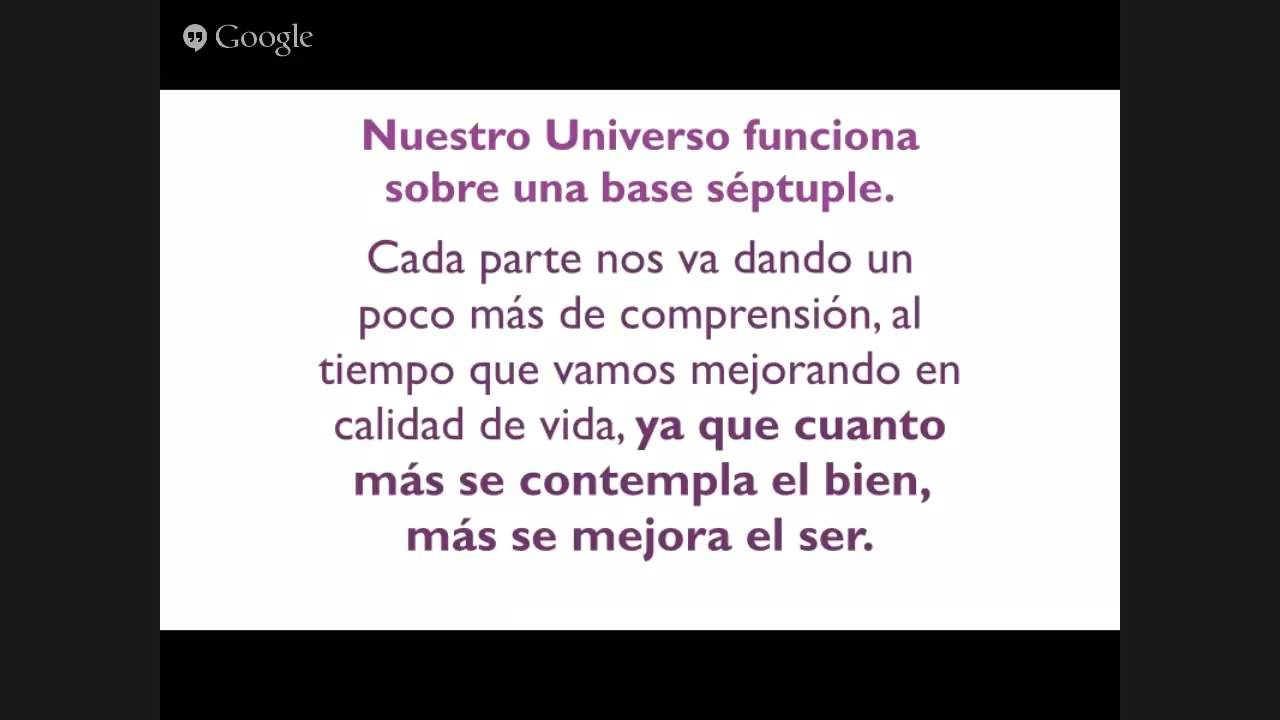 Google
Nuestro Universo funciona
sobre una base séptuple.
Cada parte nos va dando un
poco más de comprensión, al
tiempo que vamos mejorando en
calidad de vida, ya que cuanto
más se contempla el bien,
más se mejora el ser.